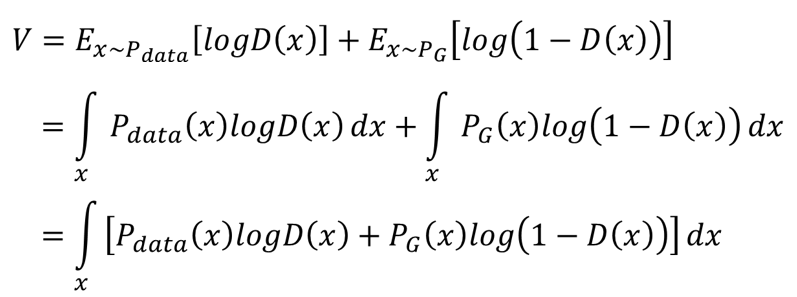 V = E_{x~P_{data}}[logD(x)] + E_{x~P_G}[log(1 − D(x))]
= ∫_x P_{data}(x)logD(x) dx + ∫_x P_G(x)log(1 − D(x)) dx
= ∫_x [P_{data}(x)logD(x) + P_G(x)log(1 − D(x))] dx